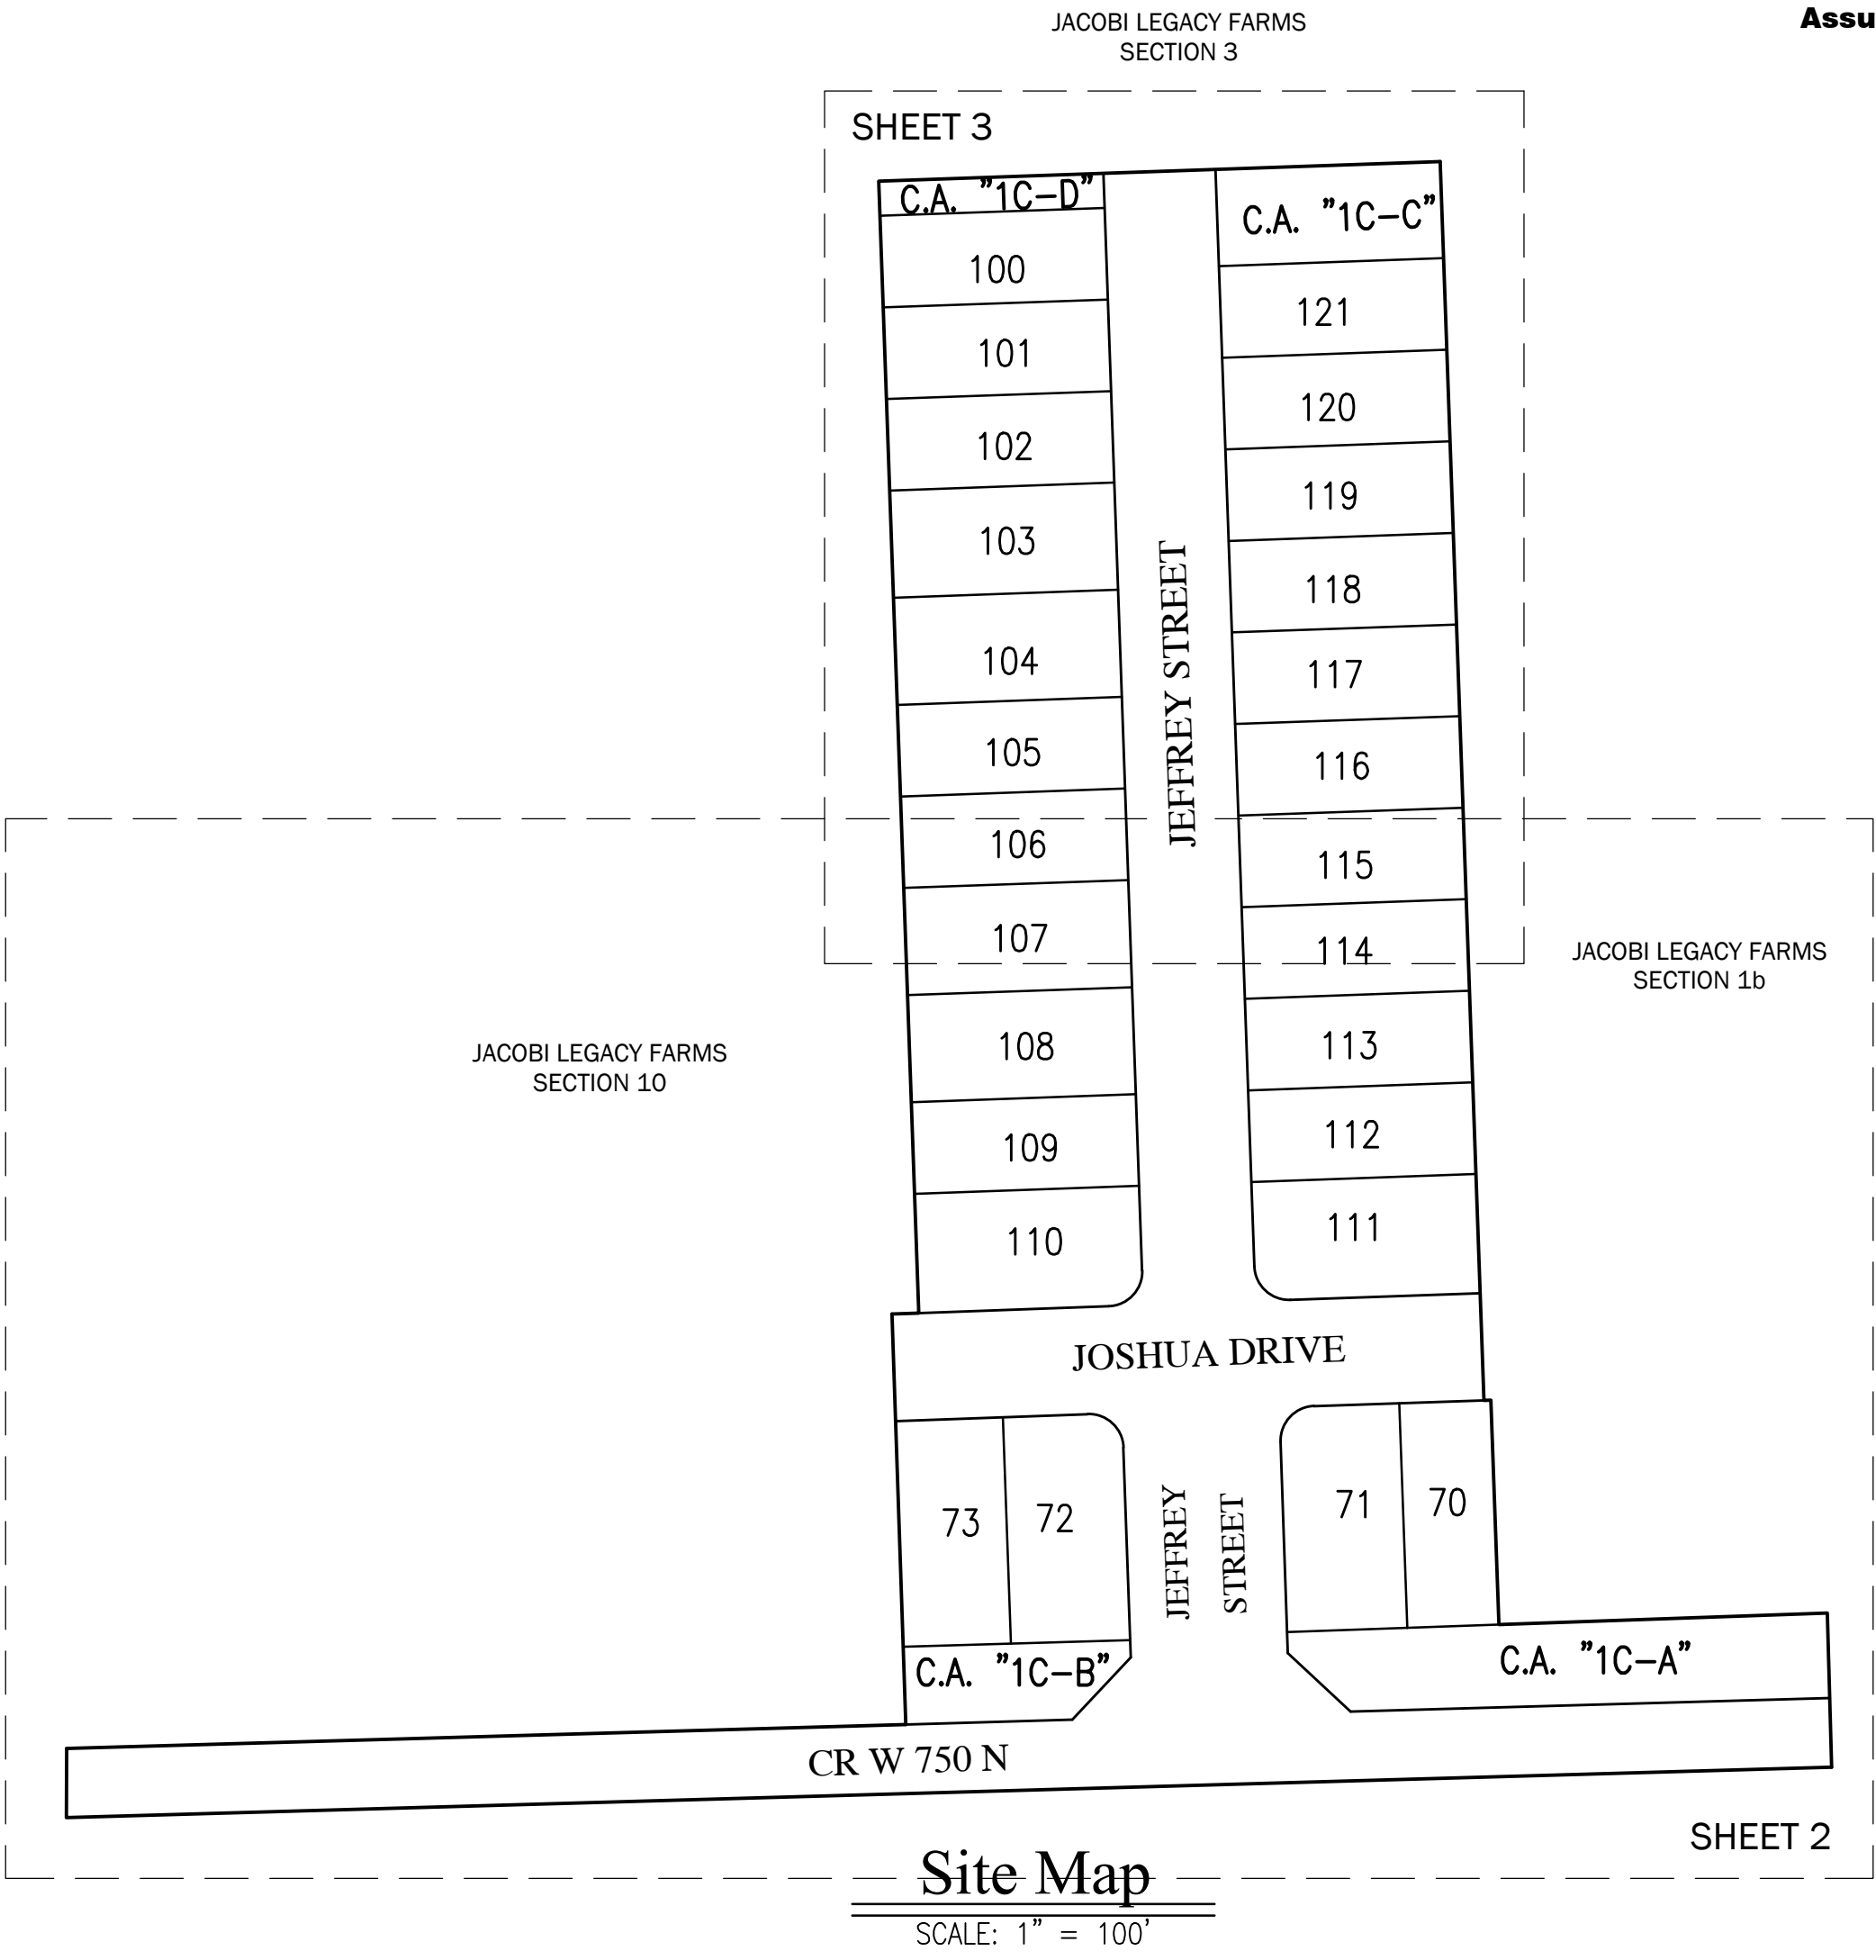 JACOBI LEGACY FARMS
SECTION 3
Assu
SHEET 3
C.A. "1C-D"
C.A. "1C-C"
100
121
101
120
102
119
103
118
104
117
105
116
106
115
107
114
108
113
109
112
110
111
JEFFREY STREET
JACOBI LEGACY FARMS
SECTION 1b
JACOBI LEGACY FARMS
SECTION 10
JOSHUA DRIVE
73
72
71
70
JEFFREY
STREET
C.A. "1C-B"
C.A. "1C-A"
CR W 750 N
SHEET 2
Site Map
SCALE: 1" = 100'